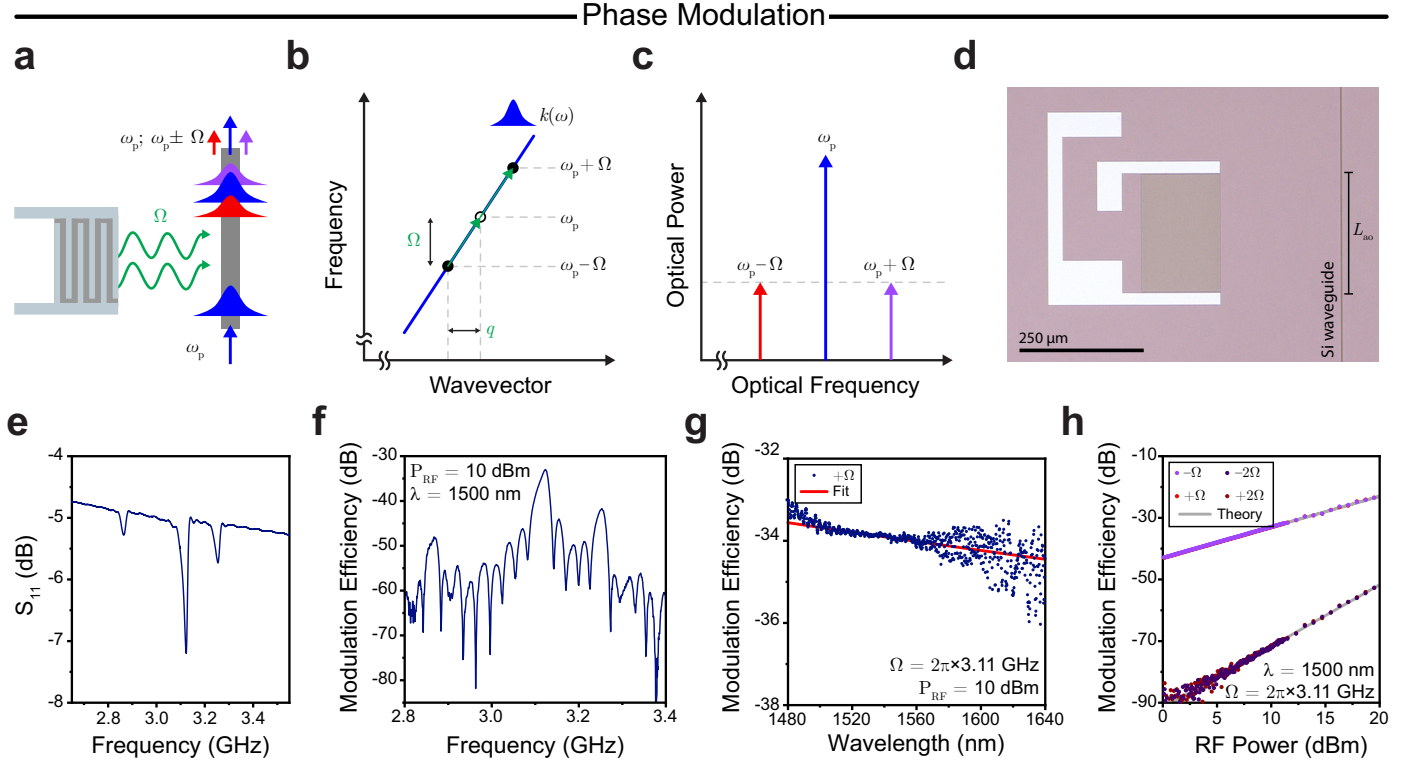 Phase Modulation
a
ωp; ωp ± Ω
Ω
ωp
b
Frequency
k(ω)
ωp + Ω
ωp
ωp − Ω
Ω
q
Wavevector
c
Optical Power
ωp
ωp − Ω
ωp + Ω
Optical Frequency
d
Lao
Si waveguide
250 μm
e
S11 (dB)
-4
-5
-6
-7
-8
2.8 3.0 3.2 3.4
Frequency (GHz)
f
Modulation Efficiency (dB)
-30
-40
-50
-60
-70
-80
PRF = 10 dBm
λ = 1500 nm
2.8 3.0 3.2 3.4
Frequency (GHz)
g
Modulation Efficiency (dB)
-32
-34
-36
-38
+Ω
Fit
Ω = 2π×3.11 GHz
PRF = 10 dBm
1480 1520 1560 1600 1640
Wavelength (nm)
h
Modulation Efficiency (dB)
-10
-30
-50
-70
-90
−Ω −2Ω
+Ω +2Ω
Theory
λ = 1500 nm
Ω = 2π×3.11 GHz
0 5 10 15 20
RF Power (dBm)